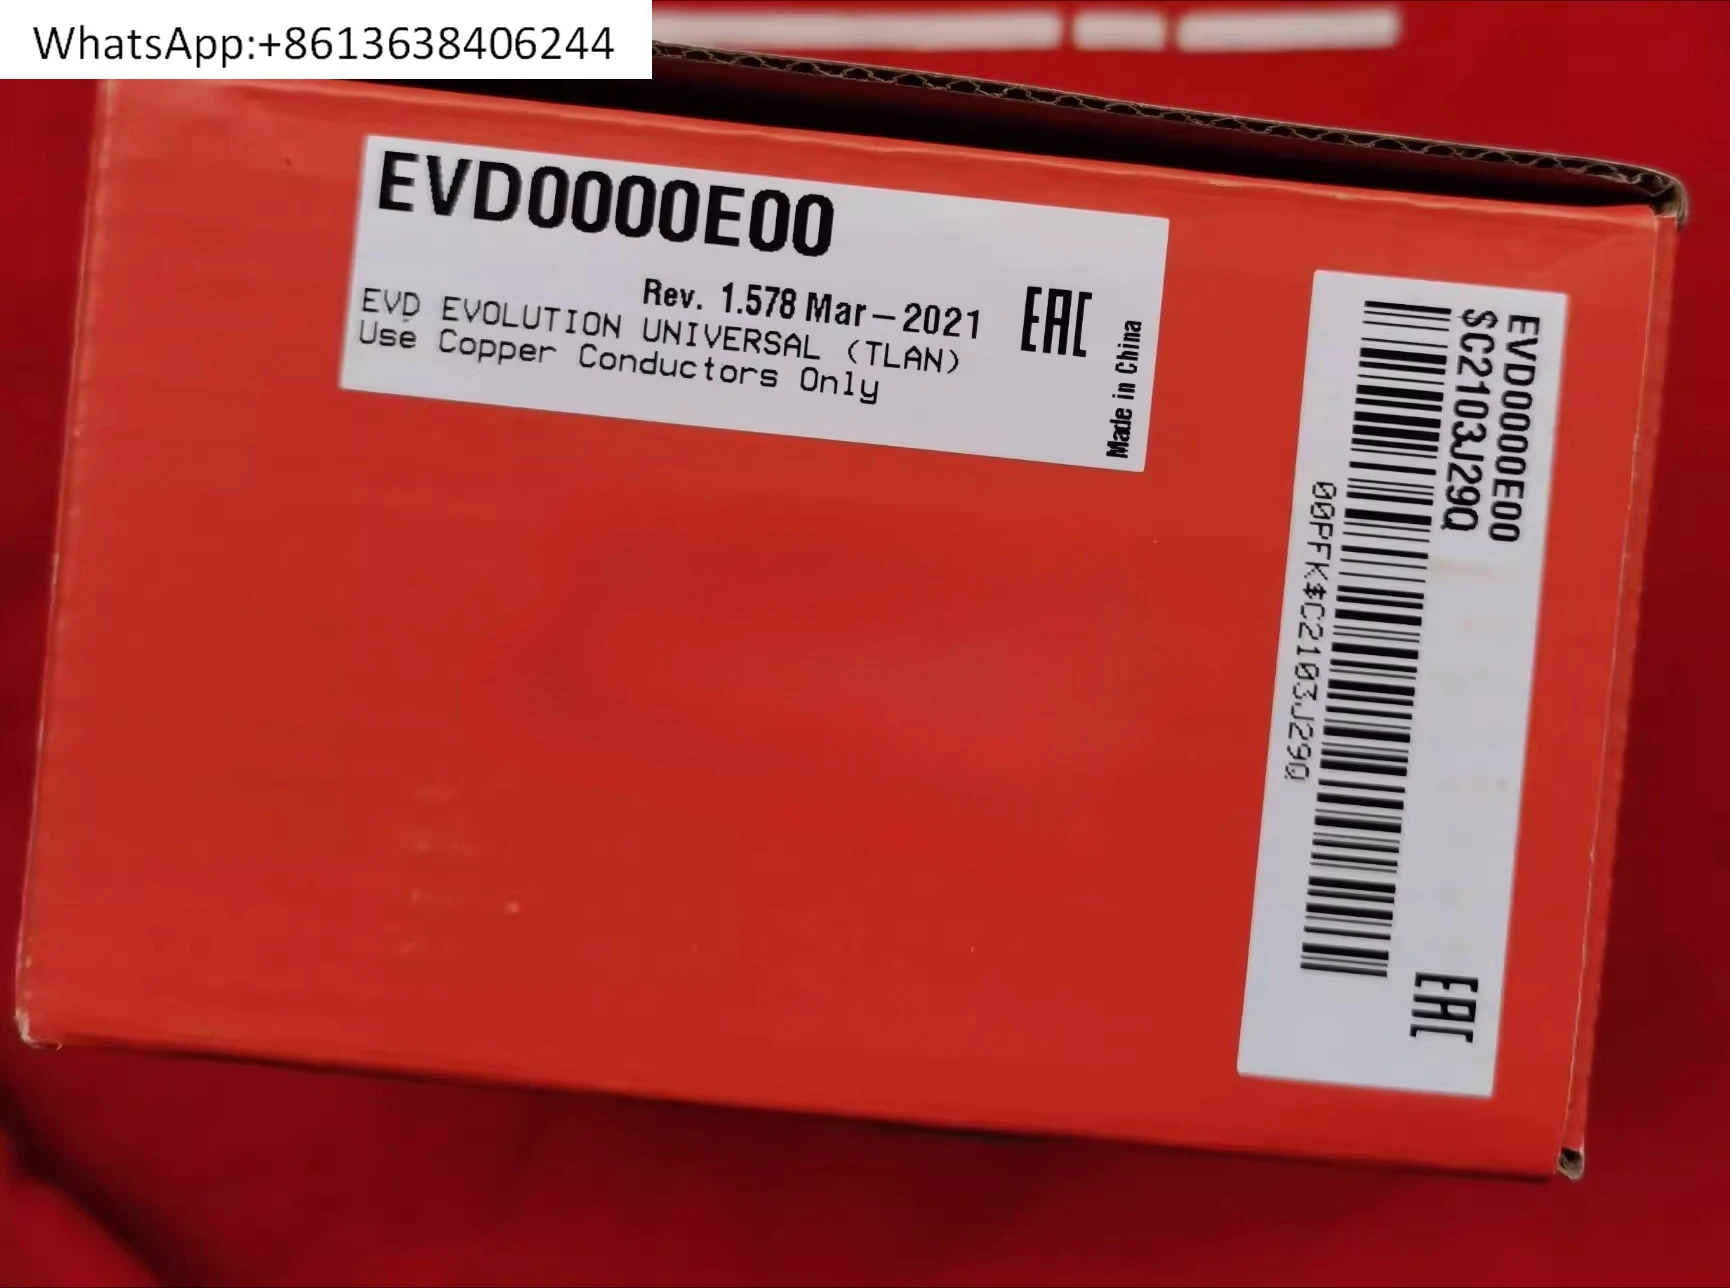 WhatsApp:+8613638406244
EVD0000E00
Rev. 1.578 Mar-2021
EVD EVOLUTION UNIVERSAL (TLAN)
Use Copper Conductors Only
EAC
Made in China
EVD0000E00
$C2103J29Q
00PFK$C2103J29Q
EAC